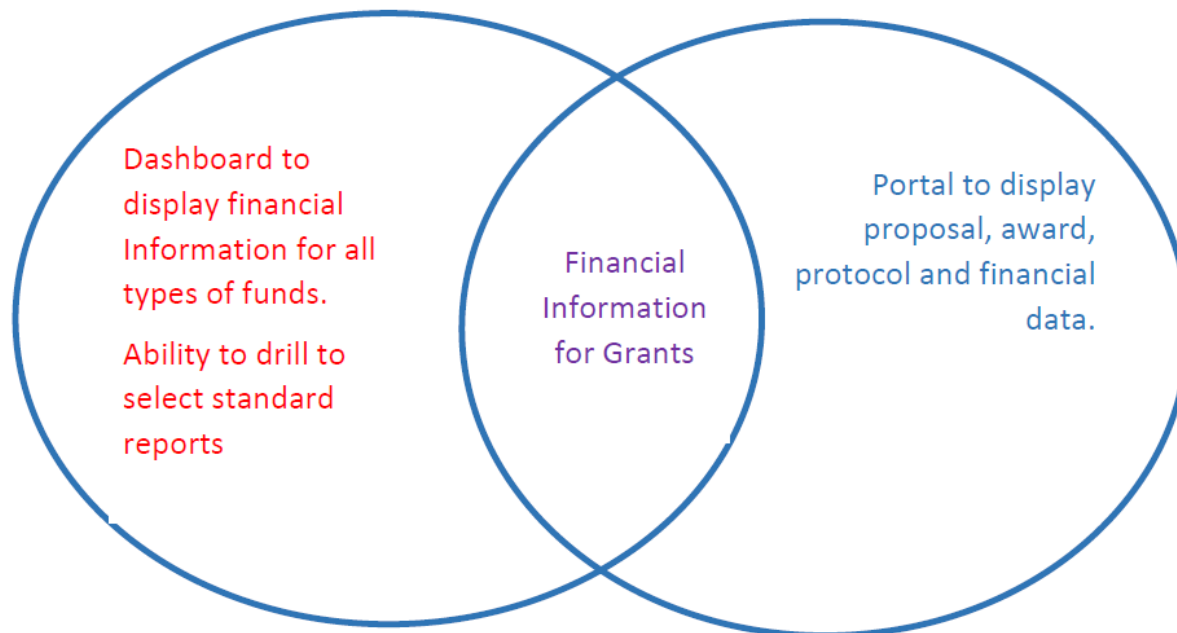 Dashboard to
display financial
Information for all
types of funds.
Ability to drill to
select standard
reports
Financial
Information
for Grants
Portal to display
proposal, award,
protocol and financial
data.